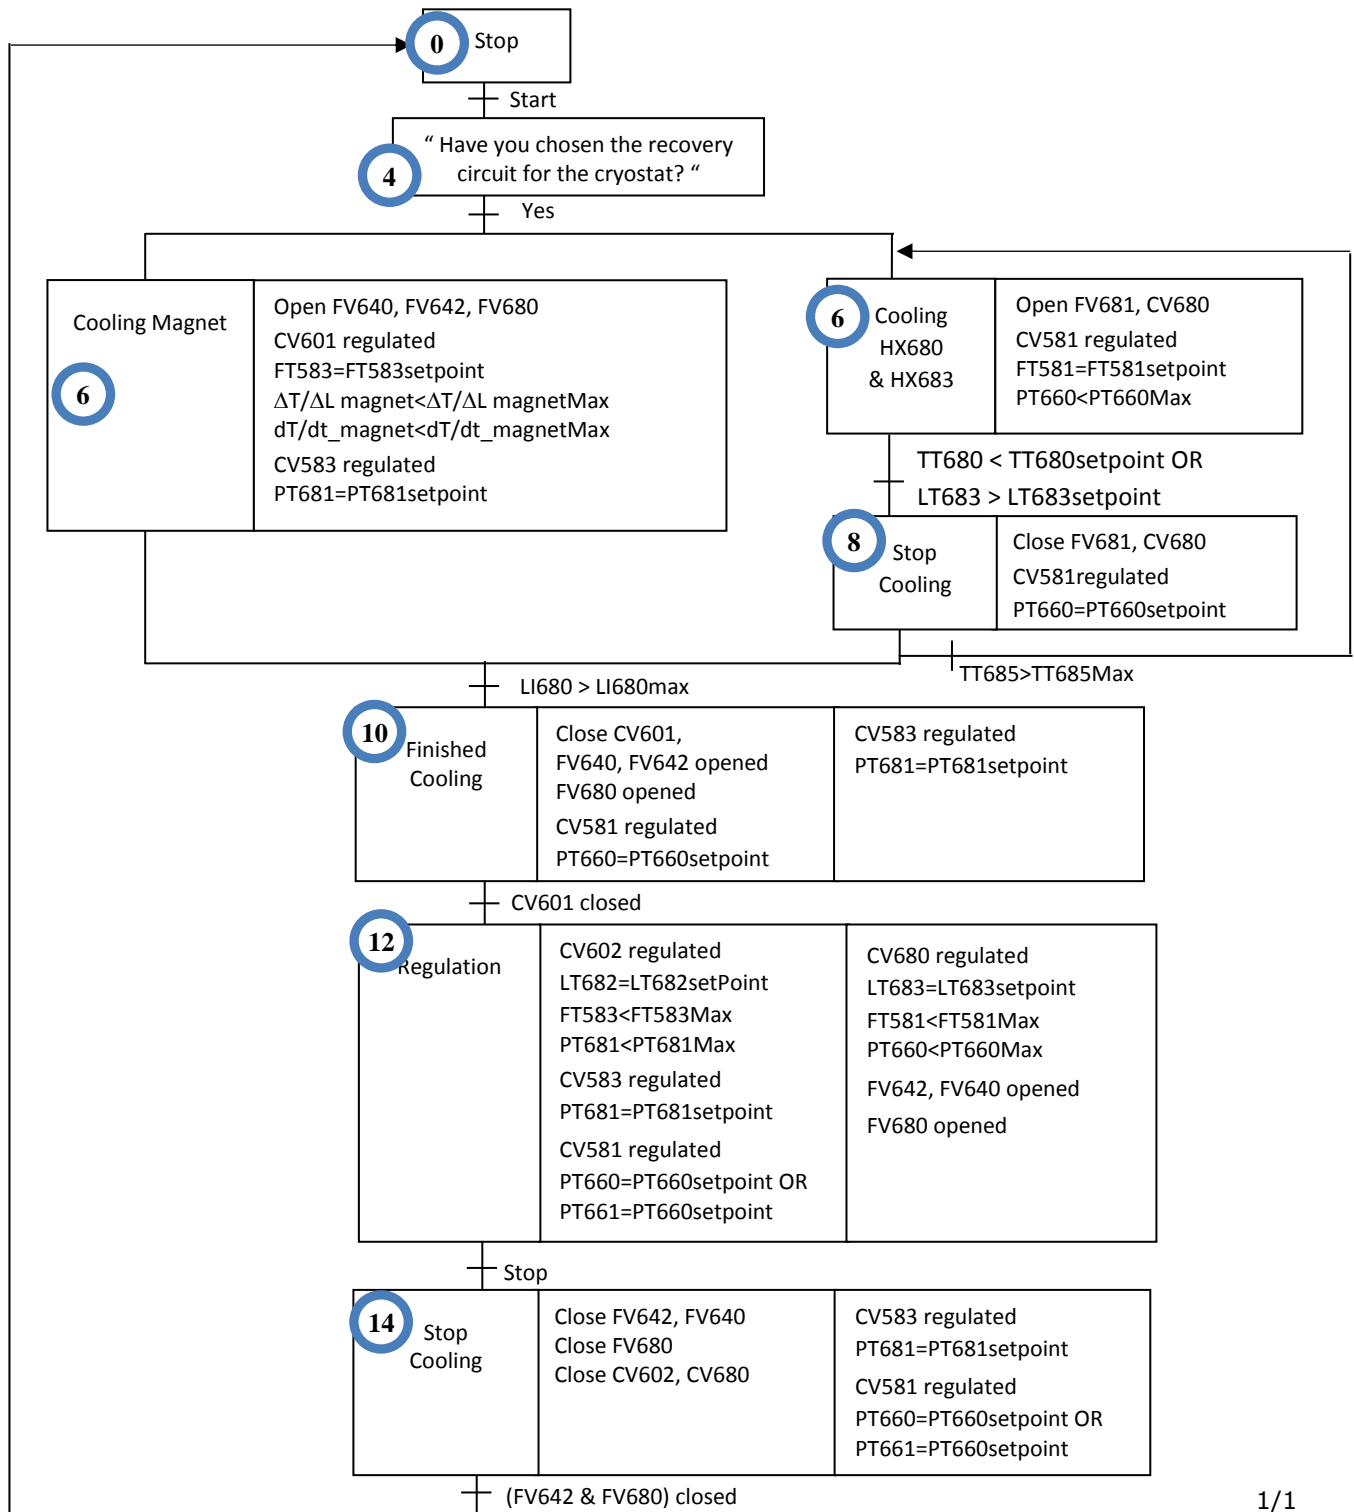 0
Stop
Start
“ Have you chosen the recovery
circuit for the cryostat? “
4
Yes
Cooling Magnet
6
Open FV640, FV642, FV680
CV601 regulated
FT583=FT583setpoint
ΔT/ΔL magnet<ΔT/ΔL magnetMax
dT/dt_magnet<dT/dt_magnetMax
CV583 regulated
PT681=PT681setpoint
6
Cooling
HX680
& HX683
Open FV681, CV680
CV581 regulated
FT581=FT581setpoint
PT660<PT660Max
TT680 < TT680setpoint OR
LT683 > LT683setpoint
8
Stop
Cooling
Close FV681, CV680
CV581regulated
PT660=PT660setpoint
TT685>TT685Max
LI680 > LI680max
10
Finished
Cooling
Close CV601,
FV640, FV642 opened
FV680 opened
CV581 regulated
PT660=PT660setpoint
CV583 regulated
PT681=PT681setpoint
CV601 closed
12
Regulation
CV602 regulated
LT682=LT682setPoint
FT583<FT583Max
PT681<PT681Max
CV583 regulated
PT681=PT681setpoint
CV581 regulated
PT660=PT660setpoint OR
PT661=PT660setpoint
CV680 regulated
LT683=LT683setpoint
FT581<FT581Max
PT660<PT660Max
FV642, FV640 opened
FV680 opened
Stop
14
Stop
Cooling
Close FV642, FV640
Close FV680
Close CV602, CV680
CV583 regulated
PT681=PT681setpoint
CV581 regulated
PT660=PT660setpoint OR
PT661=PT660setpoint
(FV642 & FV680) closed
1/1